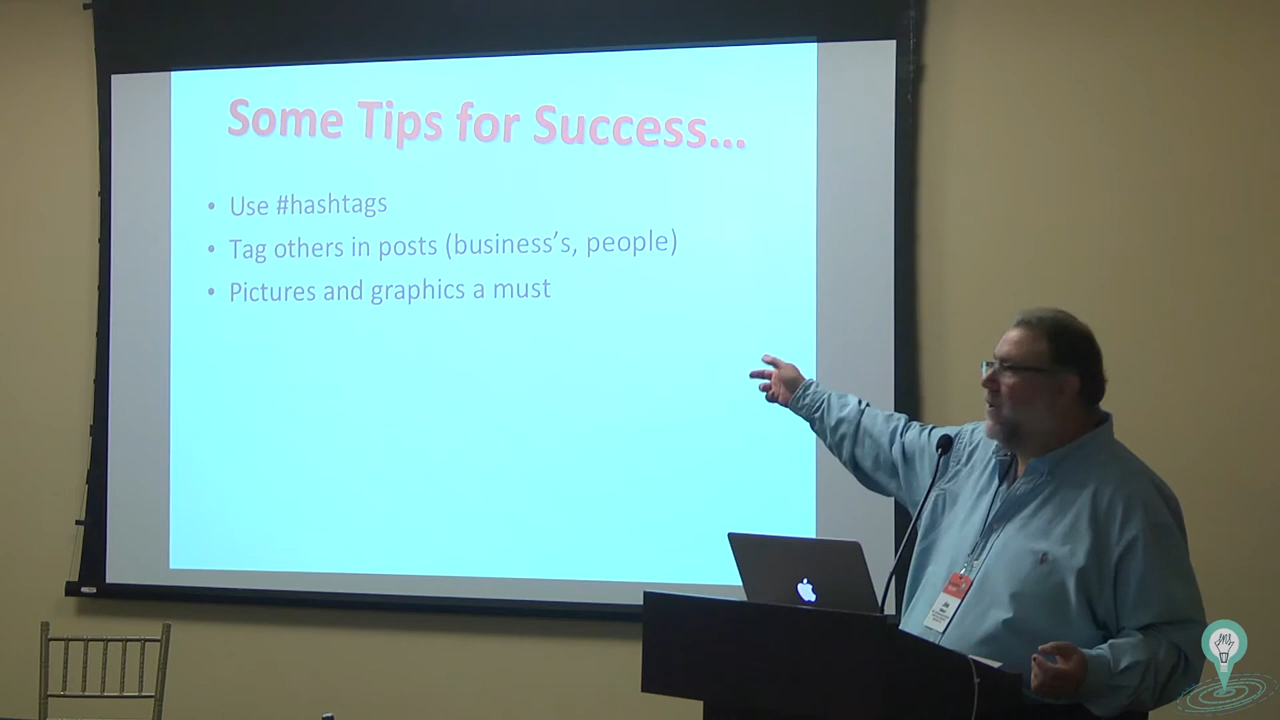 Some Tips for Success...
• Use #hashtags
• Tag others in posts (business's, people)
• Pictures and graphics a must